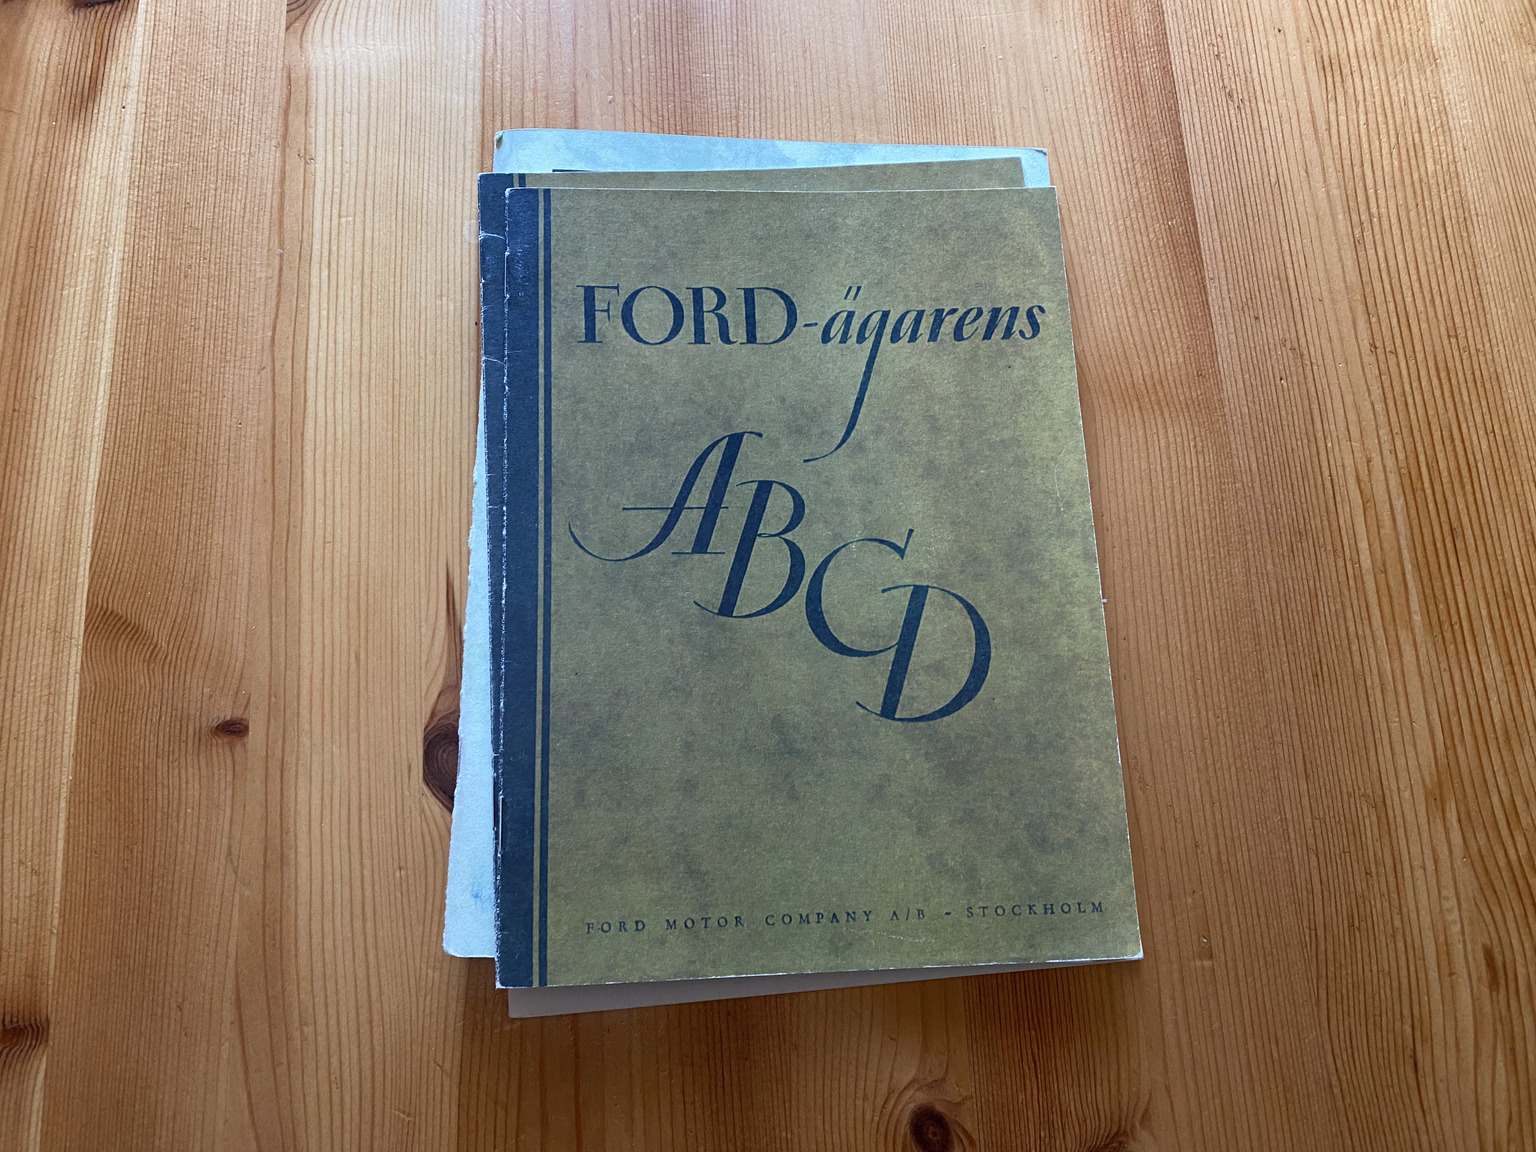 FORD-ägarens
ABCD
FORD MOTOR COMPANY A/B - STOCKHOLM